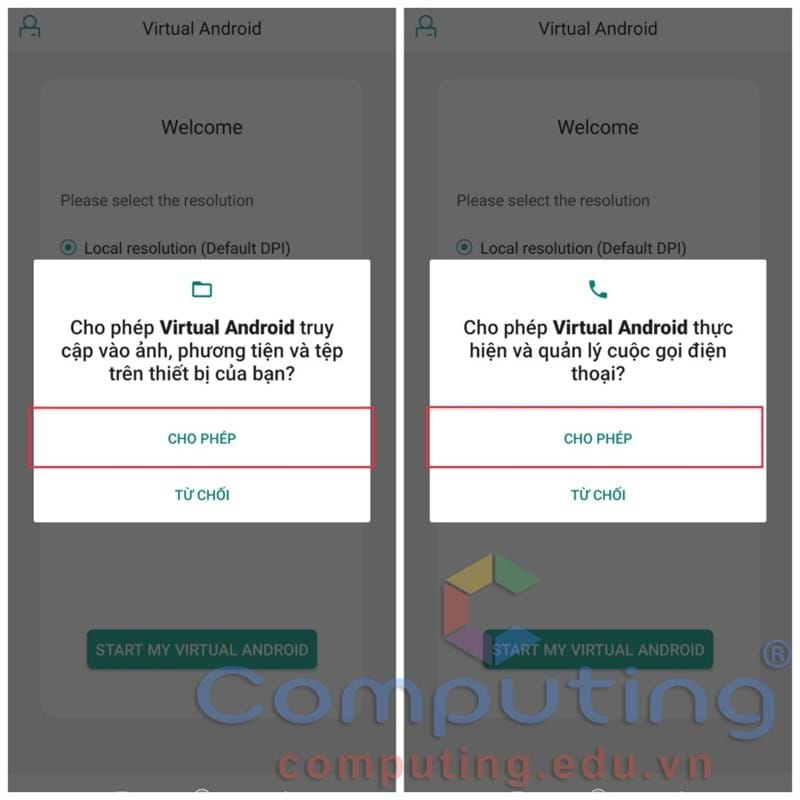 Virtual Android
Welcome
Please select the resolution
Local resolution (Default DPI)
Cho phép Virtual Android truy
cập vào ảnh, phương tiện và tệp
trên thiết bị của bạn?
CHO PHÉP
TỪ CHỐI
START MY VIRTUAL ANDROID
Virtual Android
Welcome
Please select the resolution
Local resolution (Default DPI)
Cho phép Virtual Android thực
hiện và quản lý cuộc gọi điện
thoại?
CHO PHÉP
TỪ CHỐI
START MY VIRTUAL ANDROID
Computing®
computing.edu.vn